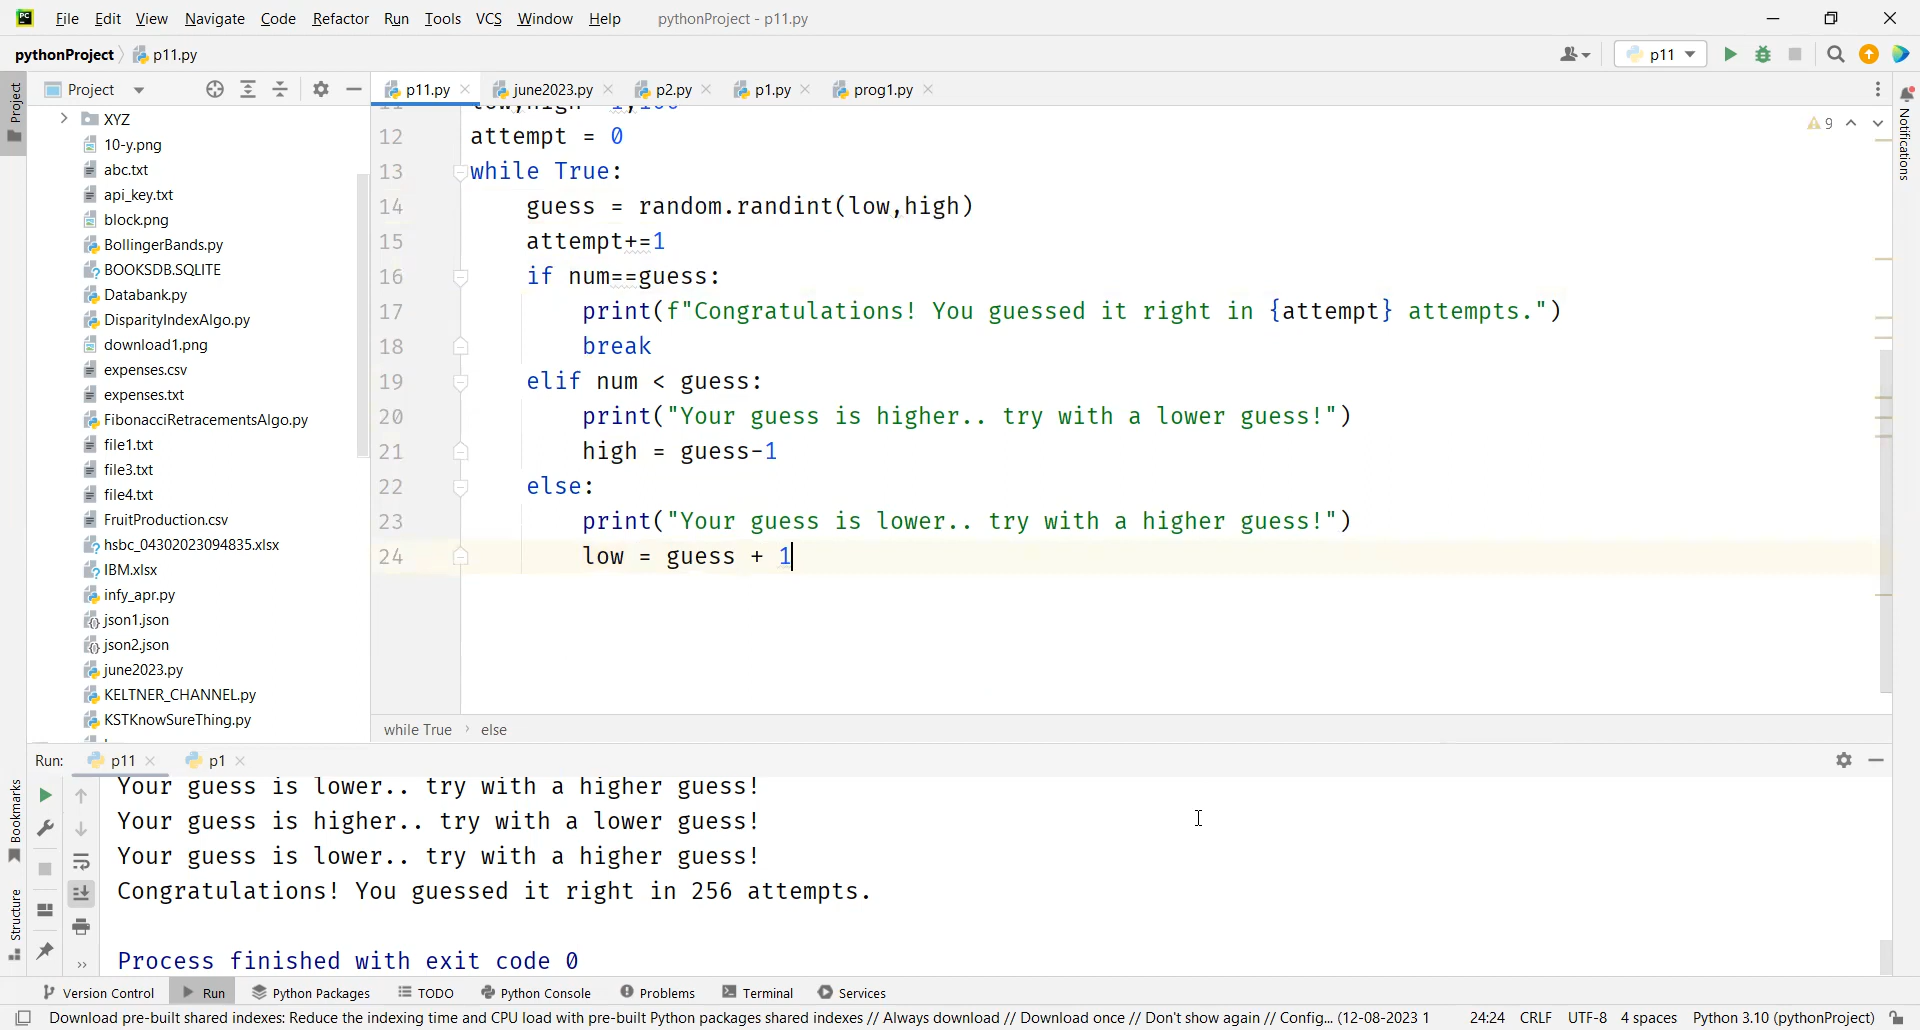 File Edit View Navigate Code Refactor Run Tools VCS Window Help pythonProject - p11.py
pythonProject p11.py p11
Project p11.py june2023.py p2.py p1.py prog1.py
Project
Notifications
XYZ
10-y.png
abc.txt
api_key.txt
block.png
BollingerBands.py
BOOKSDB.SQLITE
Databank.py
DisparityIndexAlgo.py
download1.png
expenses.csv
expenses.txt
FibonacciRetracementsAlgo.py
file1.txt
file3.txt
file4.txt
FruitProduction.csv
hsbc_04302023094835.xlsx
IBM.xlsx
infy_apr.py
json1.json
json2.json
june2023.py
KELTNER_CHANNEL.py
KSTKnowSureThing.py
9
12 attempt = 0
13 while True:
14 guess = random.randint(low,high)
15 attempt+=1
16 if num==guess:
17 print(f"Congratulations! You guessed it right in {attempt} attempts.")
18 break
19 elif num < guess:
20 print("Your guess is higher.. try with a lower guess!")
21 high = guess-1
22 else:
23 print("Your guess is lower.. try with a higher guess!")
24 low = guess + 1
while True › else
Run: p11 p1
Your guess is lower.. try with a higher guess!
Your guess is higher.. try with a lower guess!
Your guess is lower.. try with a higher guess!
Congratulations! You guessed it right in 256 attempts.
Process finished with exit code 0
Bookmarks
Structure
Version Control Run Python Packages TODO Python Console Problems Terminal Services
Download pre-built shared indexes: Reduce the indexing time and CPU load with pre-built Python packages shared indexes // Always download // Download once // Don't show again // Config... (12-08-2023 1 24:24 CRLF UTF-8 4 spaces Python 3.10 (pythonProject)